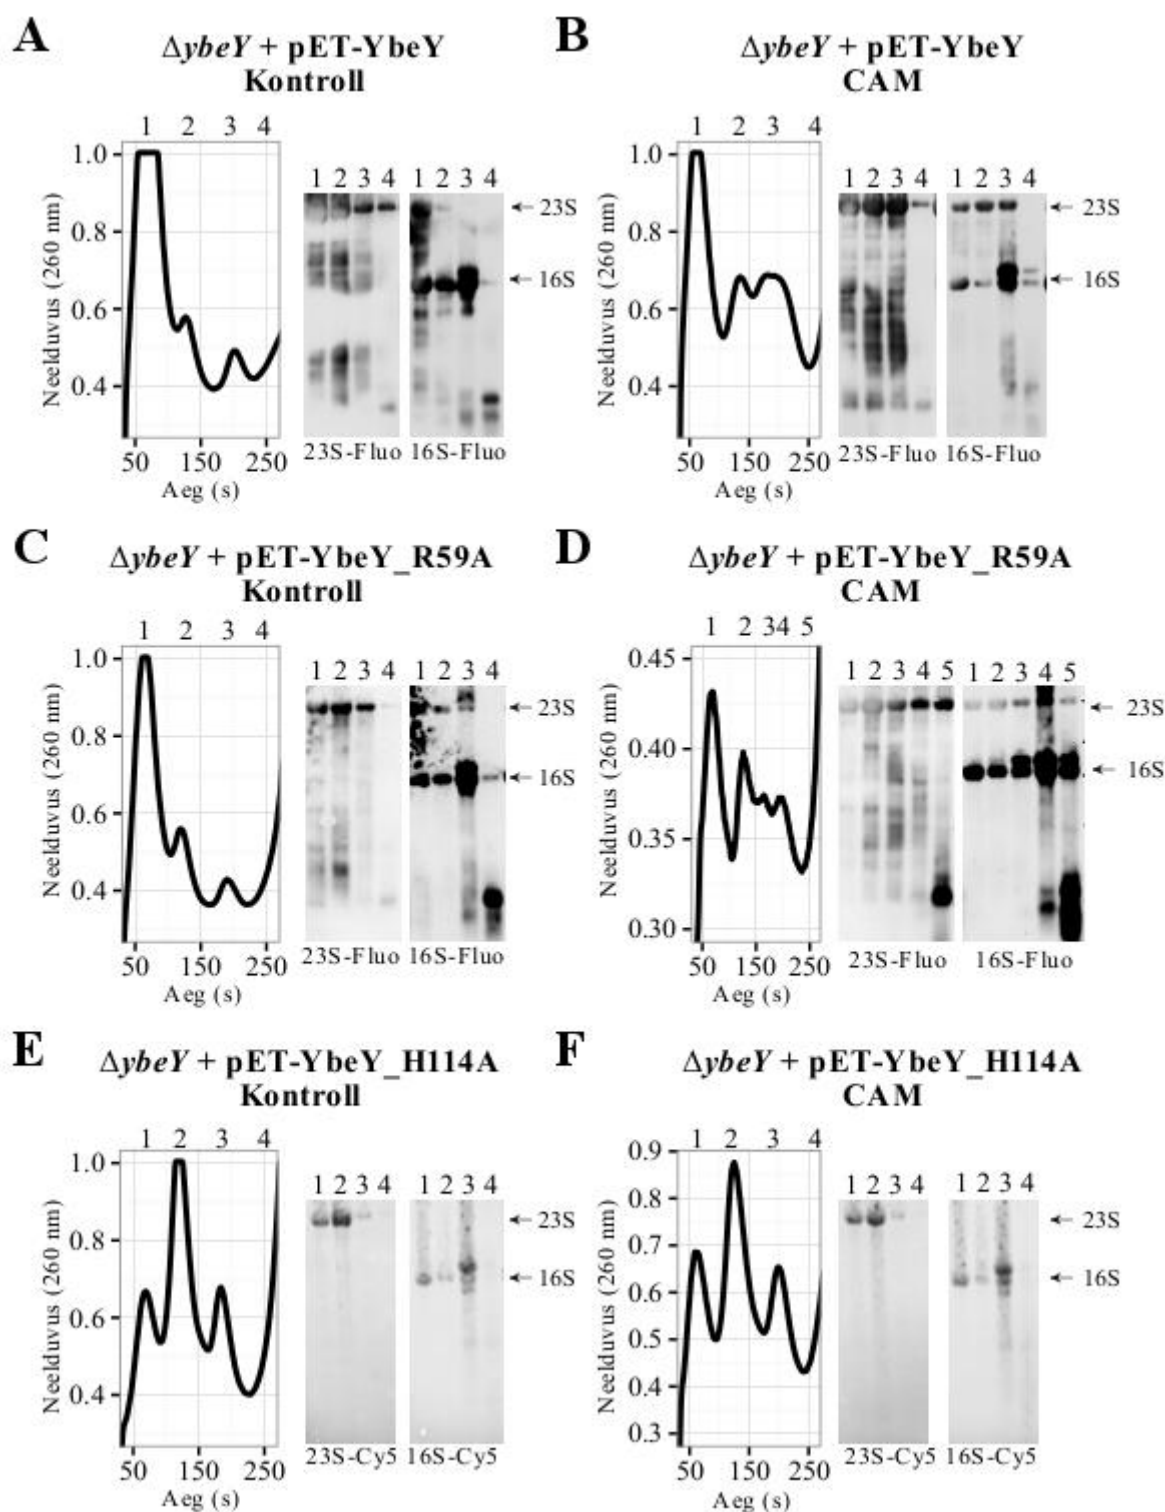 A
ΔybeY + pET-YbeY
Kontroll
1 2 3 4
1.0
0.8
0.6
0.4
Neelduvus (260 nm)
50 150 250
Aeg (s)
1 2 3 4
1 2 3 4
← 23S
← 16S
23S-Fluo 16S-Fluo
B
ΔybeY + pET-YbeY
CAM
1 2 3 4
1.0
0.8
0.6
0.4
Neelduvus (260 nm)
50 150 250
Aeg (s)
1 2 3 4
1 2 3 4
← 23S
← 16S
23S-Fluo 16S-Fluo
C
ΔybeY + pET-YbeY_R59A
Kontroll
1 2 3 4
1.0
0.8
0.6
0.4
Neelduvus (260 nm)
50 150 250
Aeg (s)
1 2 3 4
1 2 3 4
← 23S
← 16S
23S-Fluo 16S-Fluo
D
ΔybeY + pET-YbeY_R59A
CAM
1 2 34 5
0.45
0.40
0.35
0.30
Neelduvus (260 nm)
50 150 250
Aeg (s)
1 2 3 4 5
1 2 3 4 5
← 23S
← 16S
23S-Fluo 16S-Fluo
E
ΔybeY + pET-YbeY_H114A
Kontroll
1 2 3 4
1.0
0.8
0.6
0.4
Neelduvus (260 nm)
50 150 250
Aeg (s)
1 2 3 4
1 2 3 4
← 23S
← 16S
23S-Cy5 16S-Cy5
F
ΔybeY + pET-YbeY_H114A
CAM
1 2 3 4
0.9
0.8
0.7
0.6
0.5
0.4
0.3
Neelduvus (260 nm)
50 150 250
Aeg (s)
1 2 3 4
1 2 3 4
← 23S
← 16S
23S-Cy5 16S-Cy5